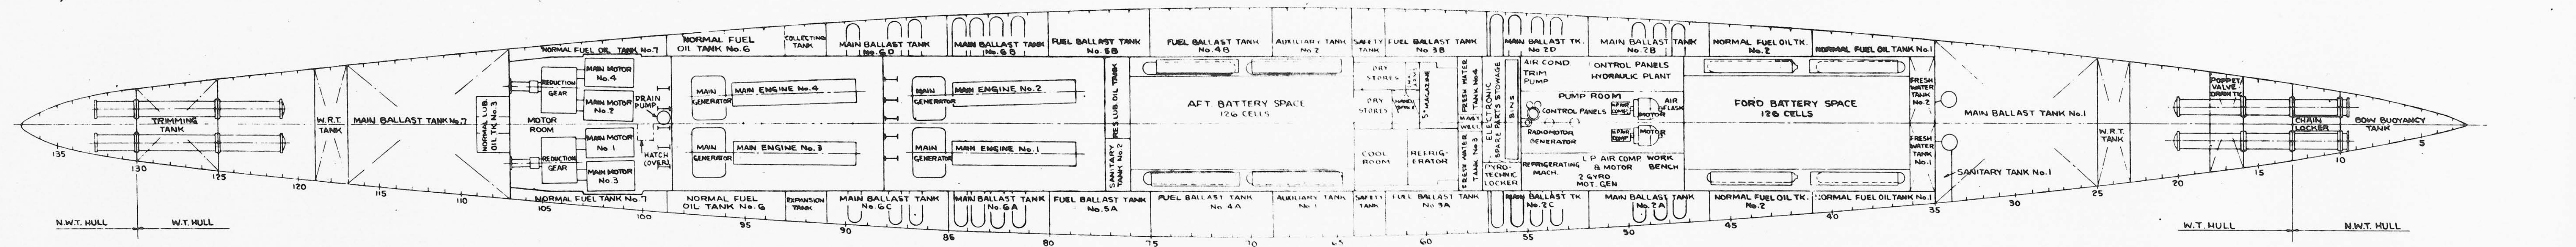 NORMAL FUEL OIL TANK No.7
NORMAL FUEL
OIL TANK No.6
COLLECTING
TANK
MAIN BALLAST TANK
No.6D
MAIN BALLAST TANK
No.6B
FUEL BALLAST TANK
No.5B
FUEL BALLAST TANK
No.4B
AUXILIARY TANK
No.2
SAFETY
TANK
FUEL BALLAST TANK
No 3B
MAIN BALLAST TK.
No.2D
MAIN BALLAST TANK
No.2B
NORMAL FUEL OIL TK.
No.2
NORMAL FUEL OIL TANK No.1
TRIMMING
TANK
W.R.T.
TANK
MAIN BALLAST TANK No.7
NORMAL LUB.
OIL TK. No.3
REDUCTION
GEAR
MAIN MOTOR
No.4
MAIN MOTOR
No.2
DRAIN
PUMP
MOTOR
ROOM
MAIN MOTOR
No 1
MAIN MOTOR
No.3
REDUCTION
GEAR
HATCH
(OVER)
MAIN
GENERATOR
MAIN ENGINE No.4
MAIN
GENERATOR
MAIN ENGINE No.3
MAIN
GENERATOR
MAIN ENGINE No.2
MAIN
GENERATOR
MAIN ENGINE No.1
RES. LUB. OIL TANK
SANITARY
TANK No.2
AFT. BATTERY SPACE
126 CELLS
DRY
STORES
DRY
STORES
COOL
ROOM
REFRIG-
ERATOR
FRESH WATER
TANK No.4
MAST
WELL
FRESH WATER
TANK No.3
ELECTRONIC
SPARE PARTS STOWAGE
BINS
PYRO-
TECHNIC
LOCKER
AIR COND.
TRIM
PUMP
CONTROL PANELS
HYDRAULIC PLANT
PUMP ROOM
CONTROL PANELS
AIR
FLASK
MOTOR
RADIO MOTOR
GENERATOR
MOTOR
REFRIGERATING
MACH.
L P AIR COMP
& MOTOR
WORK
BENCH
2 GYRO
MOT. GEN
FORD BATTERY SPACE
126 CELLS
FRESH
WATER
TANK
No.2
FRESH
WATER
TANK
No.1
MAIN BALLAST TANK No.1
SANITARY TANK No.1
W.R.T.
TANK
POPPET
VALVE
DRAIN TK
CHAIN
LOCKER
BOW BUOYANCY
TANK
NORMAL FUEL TANK No.7
NORMAL FUEL
OIL TANK No.6
EXPANSION
TANK
MAIN BALLAST TANK
No.6C
MAIN BALLAST TANK
No.6A
FUEL BALLAST TANK
No.5A
FUEL BALLAST TANK
No 4A
AUXILIARY TANK
No.1
SAFETY
TANK
FUEL BALLAST TANK
No 3A
MAIN BALLAST TK
No 2C
MAIN BALLAST TANK
No.2A
NORMAL FUEL OIL TK.
No.2
NORMAL FUEL OIL TANK No.1
135 130 125 120 115 110 105 100 95 90 85 80 75 70 65 60 55 50 45 40 35 25 20 15 10 5
N.W.T. HULL
W.T. HULL
W.T. HULL
N.W.T. HULL